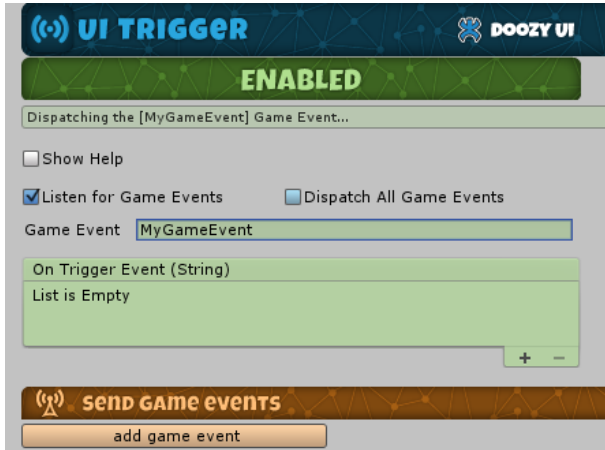 UI TRIGGER DOOZY UI
ENABLED
Dispatching the [MyGameEvent] Game Event...
Show Help
Listen for Game Events Dispatch All Game Events
Game Event MyGameEvent
On Trigger Event (String)
List is Empty
+ −
SEND GAME EVENTS
add game event